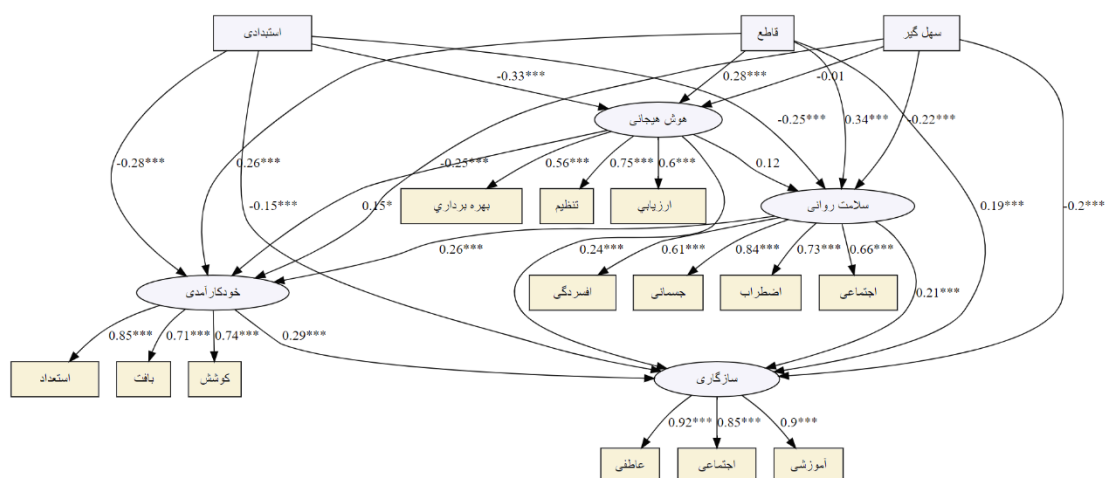 استبدادی
قاطع
سهل گیر
-0.33***
0.28***
-0.01
هوش هیجانی
-0.25***
0.34***
-0.22***
-0.28***
0.26***
-0.25***
0.56***
0.75***
0.6***
0.12
بهره برداري
تنظیم
ارزیابي
سلامت روانی
-0.15***
0.15*
0.19***
-0.2***
0.26***
0.24***
0.61***
0.84***
0.73***
0.66***
خودکارآمدی
افسردگی
جسمانی
اضطراب
اجتماعی
0.21***
0.85***
0.71***
0.74***
0.29***
استعداد
بافت
کوشش
سازگاری
0.92***
0.85***
0.9***
عاطفی
اجتماعی
آموزشی